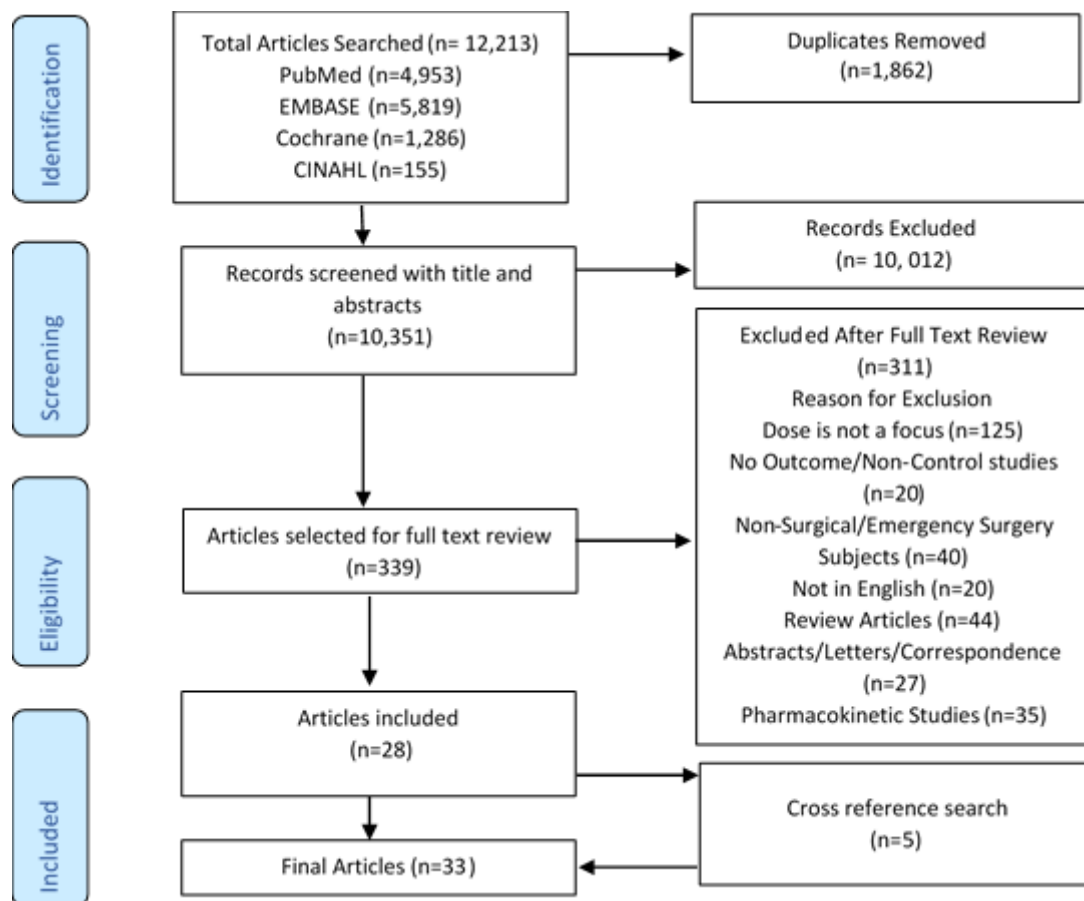 Identification
Total Articles Searched (n= 12,213)
PubMed (n=4,953)
EMBASE (n=5,819)
Cochrane (n=1,286)
CINAHL (n=155)
Duplicates Removed
(n=1,862)
Screening
Records screened with title and
abstracts
(n=10,351)
Records Excluded
(n= 10, 012)
Eligibility
Articles selected for full text review
(n=339)
Excluded After Full Text Review
(n=311)
Reason for Exclusion
Dose is not a focus (n=125)
No Outcome/Non-Control studies
(n=20)
Non-Surgical/Emergency Surgery
Subjects (n=40)
Not in English (n=20)
Review Articles (n=44)
Abstracts/Letters/Correspondence
(n=27)
Pharmacokinetic Studies (n=35)
Included
Articles included
(n=28)
Cross reference search
(n=5)
Final Articles (n=33)